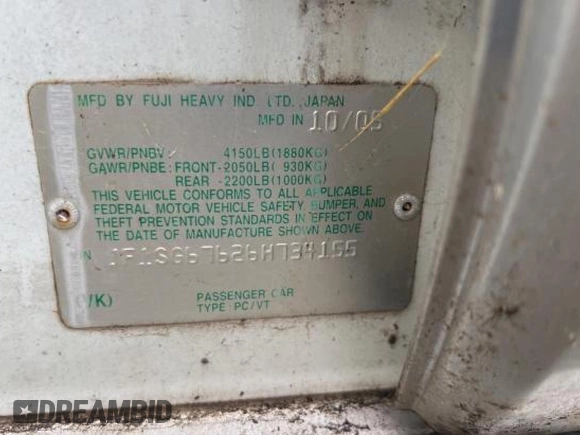 MFD BY FUJI HEAVY IND. LTD., JAPAN
MFD IN 10/05
GVWR/PNBV 4150LB(1880KG)
GAWR/PNBE: FRONT-2050LB( 930KG)
REAR -2200LB(1000KG)
THIS VEHICLE CONFORMS TO ALL APPLICABLE
FEDERAL MOTOR VEHICLE SAFETY, BUMPER, AND
THEFT PREVENTION STANDARDS IN EFFECT ON
THE DATE OF MANUFACTURE SHOWN ABOVE.
N JF1SG67626H734155
/K) PASSENGER CAR
TYPE PC/VT
DREAMBID